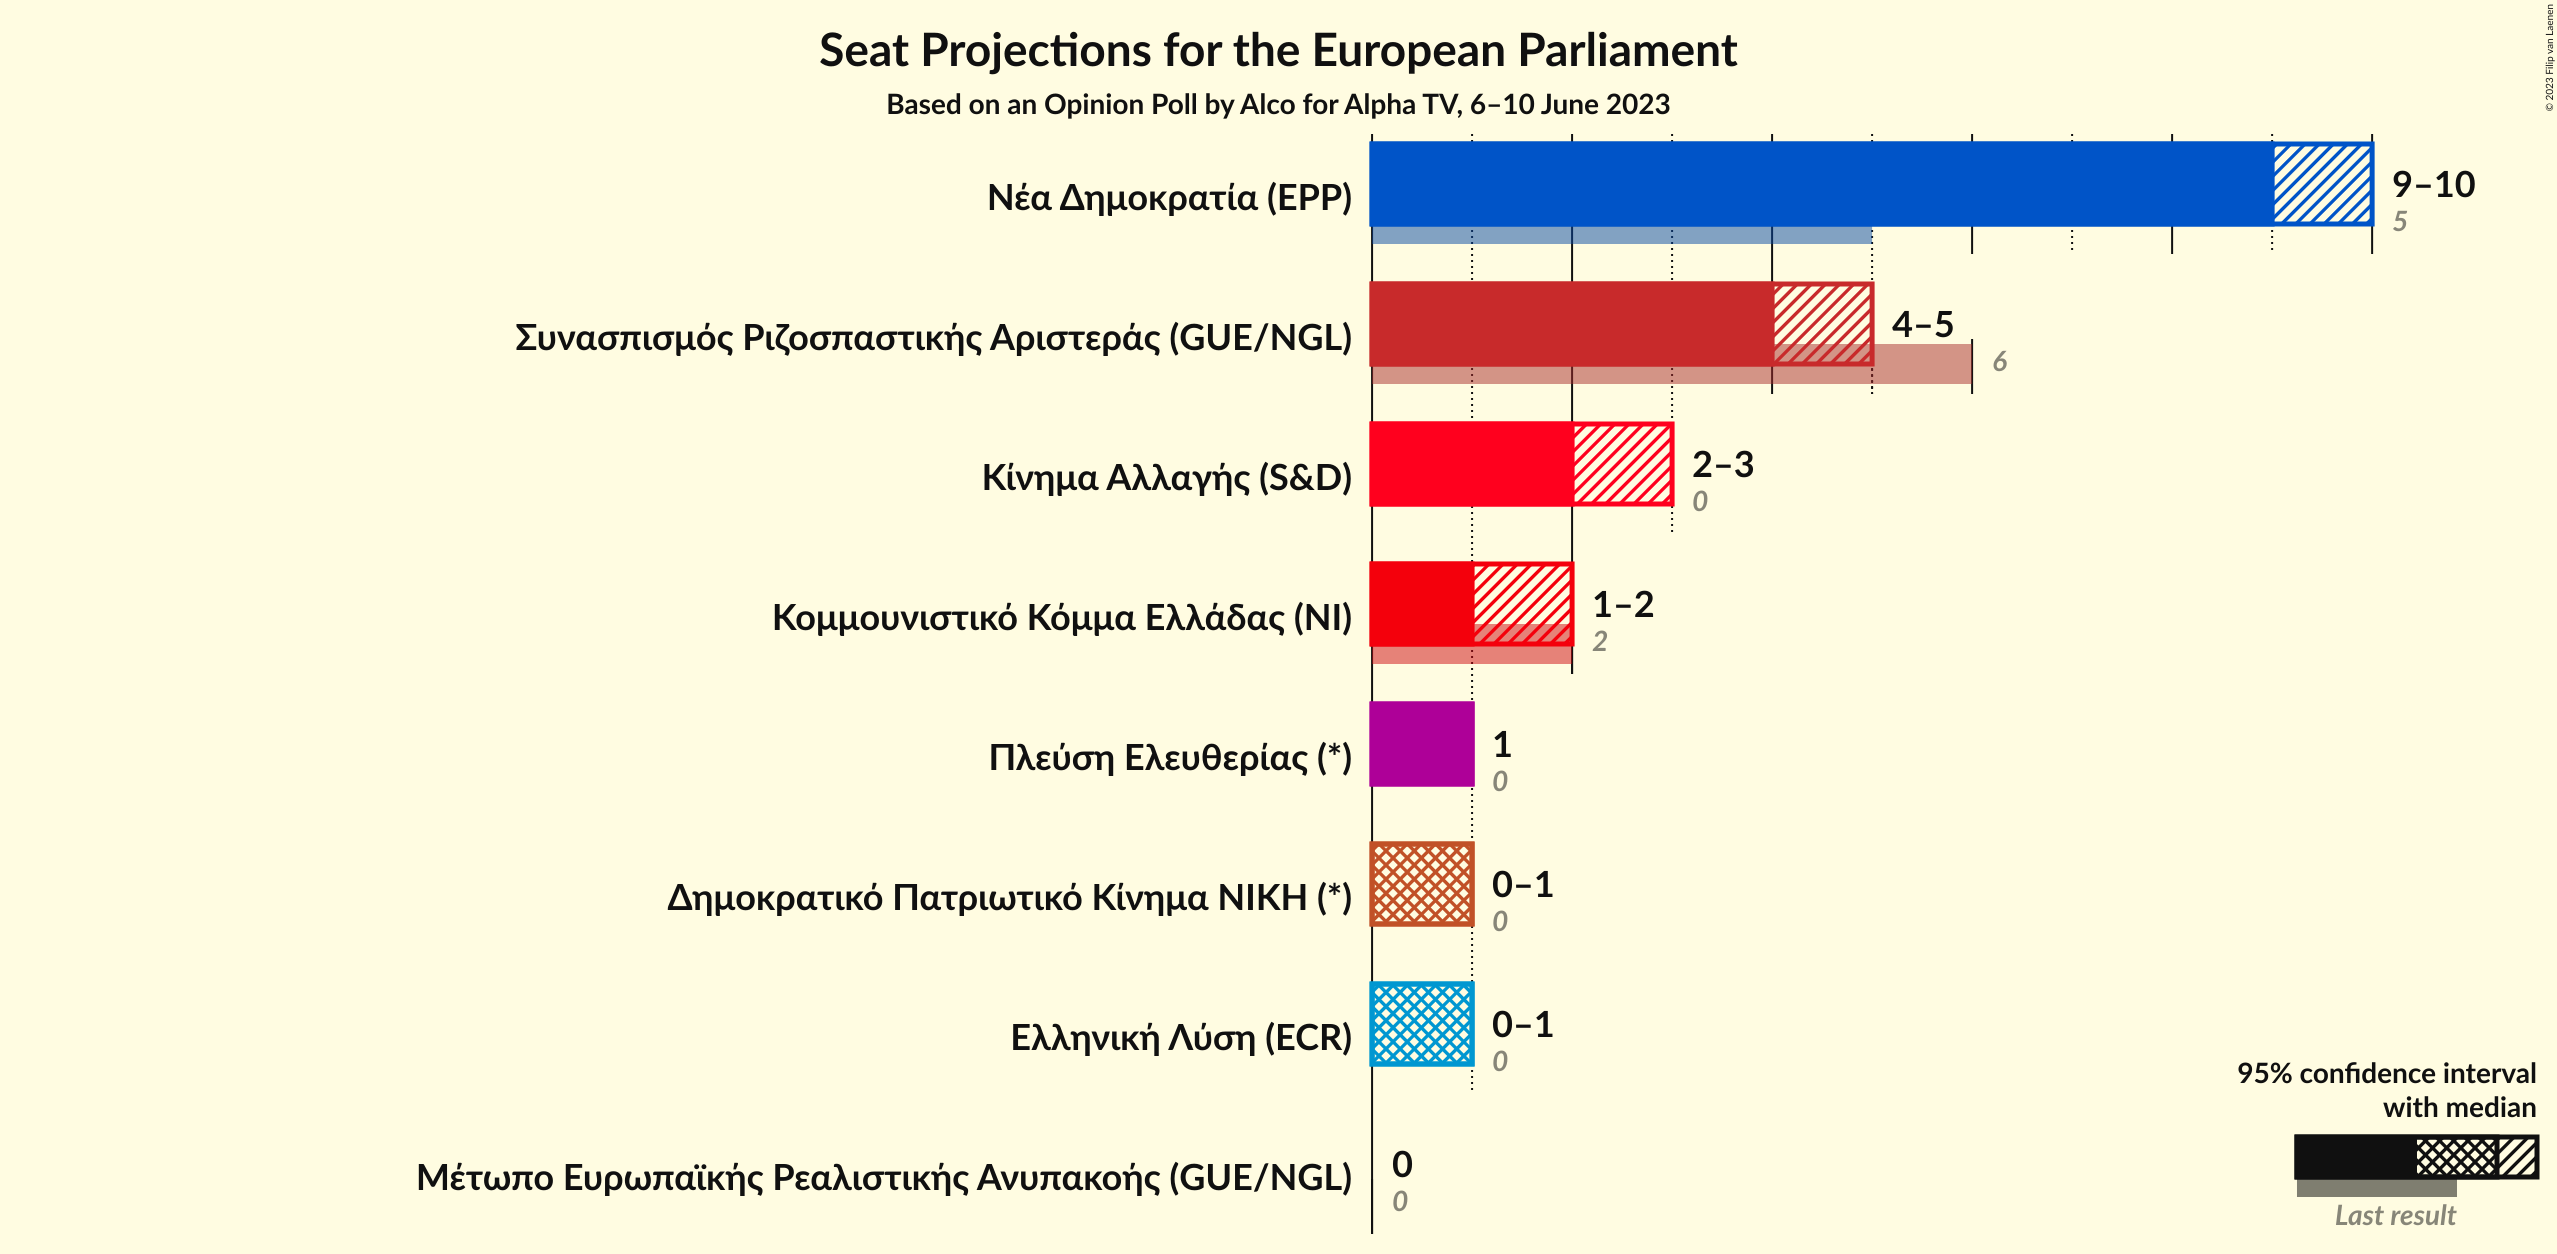 Seat Projections for the European Parliament
Based on an Opinion Poll by Alco for Alpha TV, 6–10 June 2023
© 2023 Filip van Laenen
Νέα Δημοκρατία (EPP)
9–10
5
Συνασπισμός Ριζοσπαστικής Αριστεράς (GUE/NGL)
4–5
6
Κίνημα Αλλαγής (S&D)
2–3
0
Κομμουνιστικό Κόμμα Ελλάδας (NI)
1–2
2
Πλεύση Ελευθερίας (*)
1
0
Δημοκρατικό Πατριωτικό Κίνημα ΝΙΚΗ (*)
0–1
0
Ελληνική Λύση (ECR)
0–1
0
Μέτωπο Ευρωπαϊκής Ρεαλιστικής Ανυπακοής (GUE/NGL)
0
0
95% confidence interval
with median
Last result